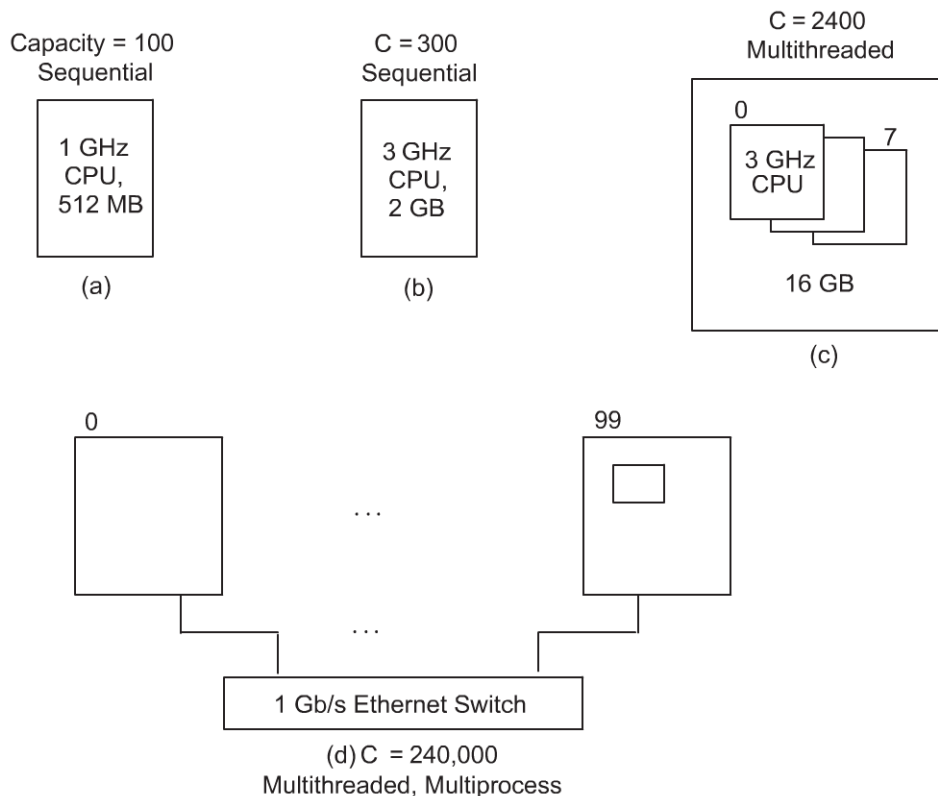 Capacity = 100
Sequential
1 GHz
CPU,
512 MB
(a)
C = 300
Sequential
3 GHz
CPU,
2 GB
(b)
C = 2400
Multithreaded
0
7
3 GHz
CPU
16 GB
(c)
0
99
. . .
. . .
1 Gb/s Ethernet Switch
(d) C = 240,000
Multithreaded, Multiprocess